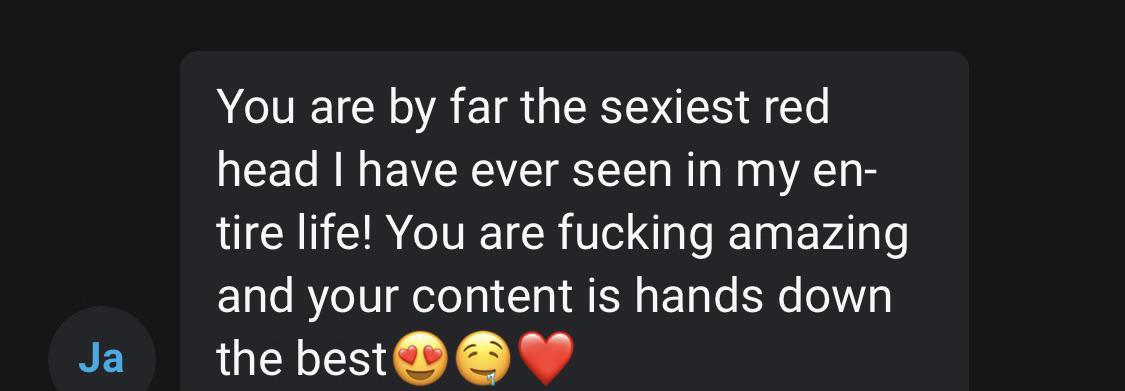 You are by far the sexiest red
head I have ever seen in my en-
tire life! You are fucking amazing
and your content is hands down
the best😍🤤❤️
Ja